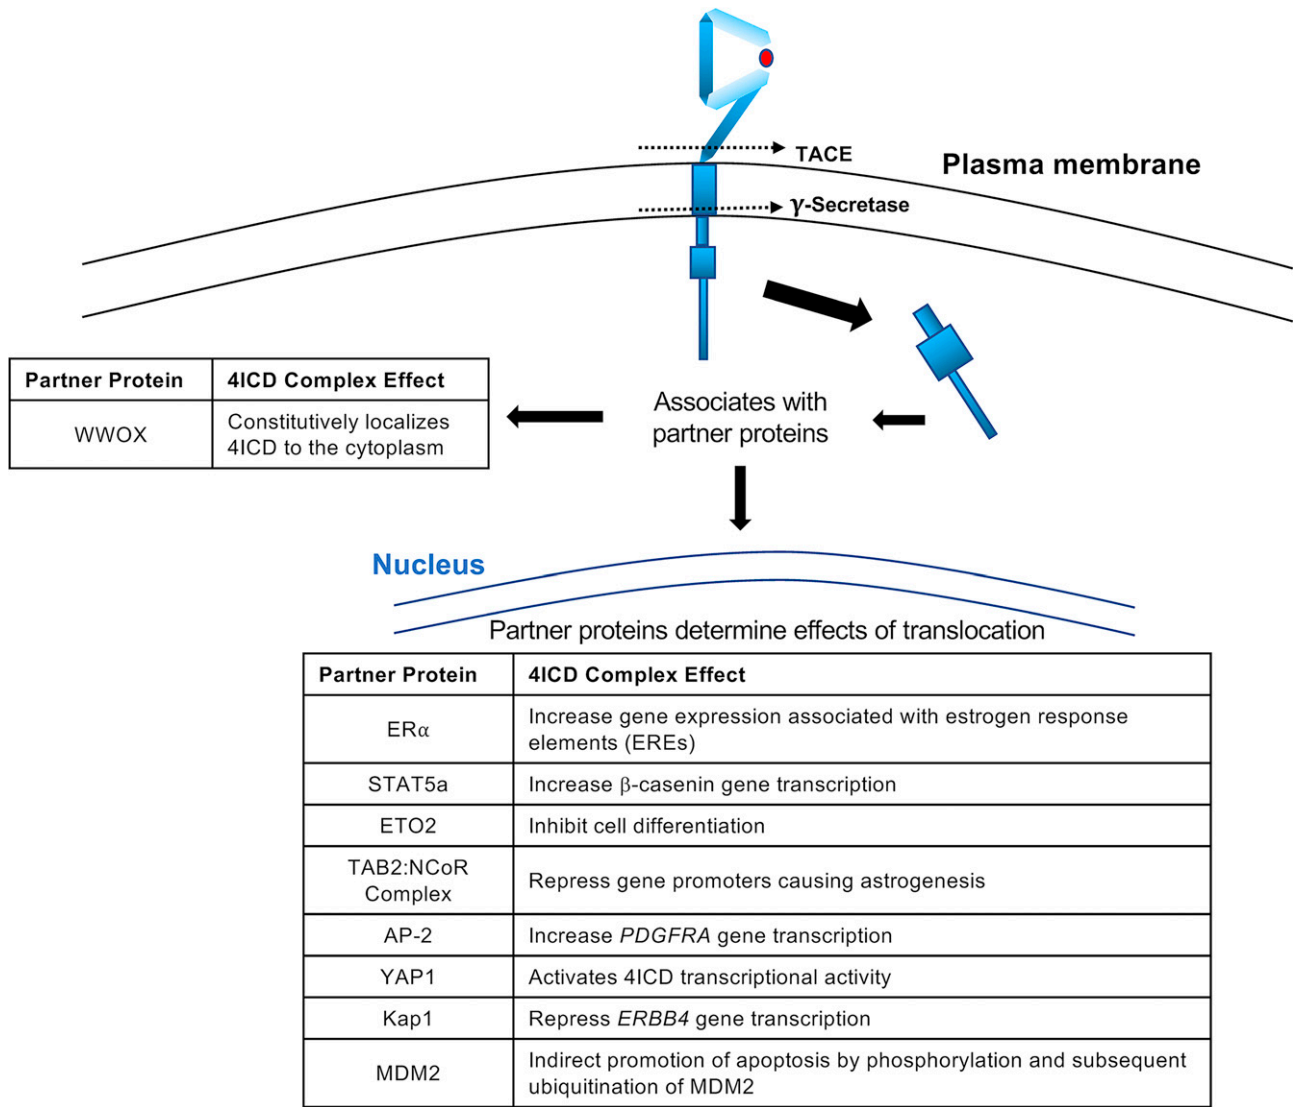 TACE
Plasma membrane
γ-Secretase
Partner Protein 4ICD Complex Effect
WWOX Constitutively localizes
4ICD to the cytoplasm
Associates with
partner proteins
Nucleus
Partner proteins determine effects of translocation
Partner Protein 4ICD Complex Effect
ERα Increase gene expression associated with estrogen response
elements (EREs)
STAT5a Increase β-casenin gene transcription
ETO2 Inhibit cell differentiation
TAB2:NCoR
Complex Repress gene promoters causing astrogenesis
AP-2 Increase PDGFRA gene transcription
YAP1 Activates 4ICD transcriptional activity
Kap1 Repress ERBB4 gene transcription
MDM2 Indirect promotion of apoptosis by phosphorylation and subsequent
ubiquitination of MDM2